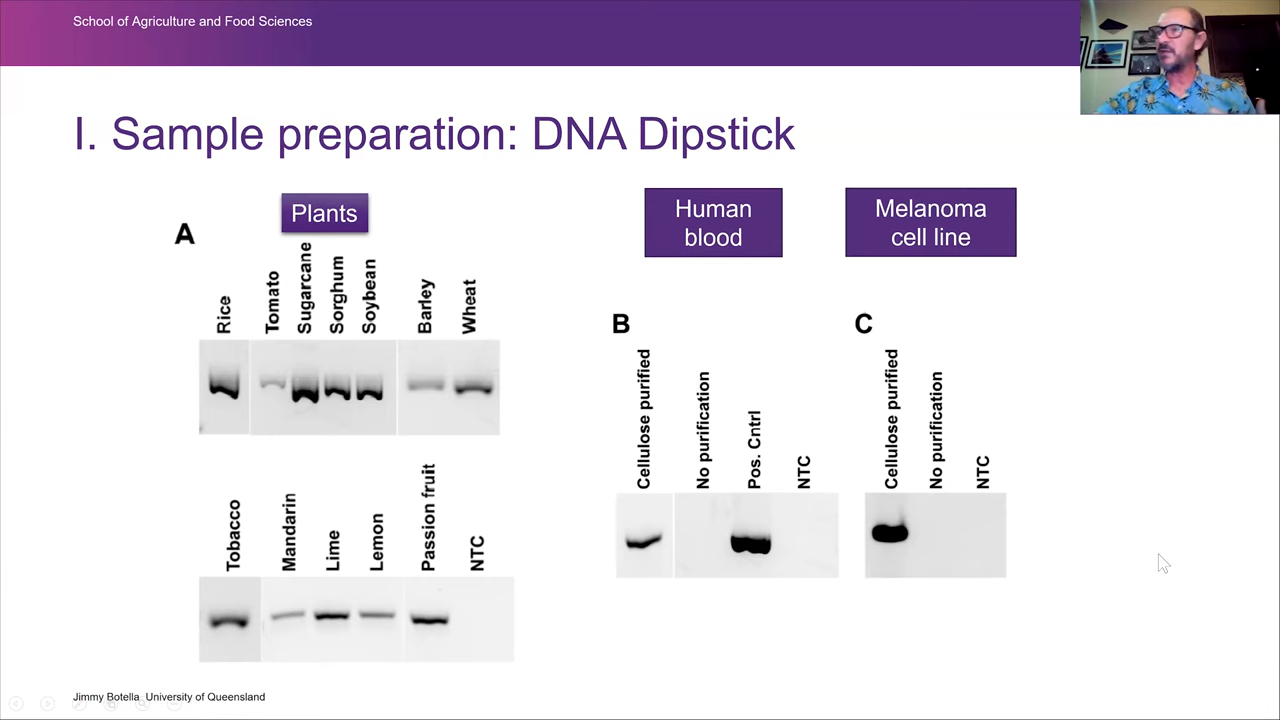 School of Agriculture and Food Sciences
I. Sample preparation: DNA Dipstick
Plants
Human
blood
Melanoma
cell line
A
Rice
Tomato
Sugarcane
Sorghum
Soybean
Barley
Wheat
Tobacco
Mandarin
Lime
Lemon
Passion fruit
NTC
B
Cellulose purified
No purification
Pos. Cntrl
NTC
C
Cellulose purified
No purification
NTC
Jimmy Botella University of Queensland